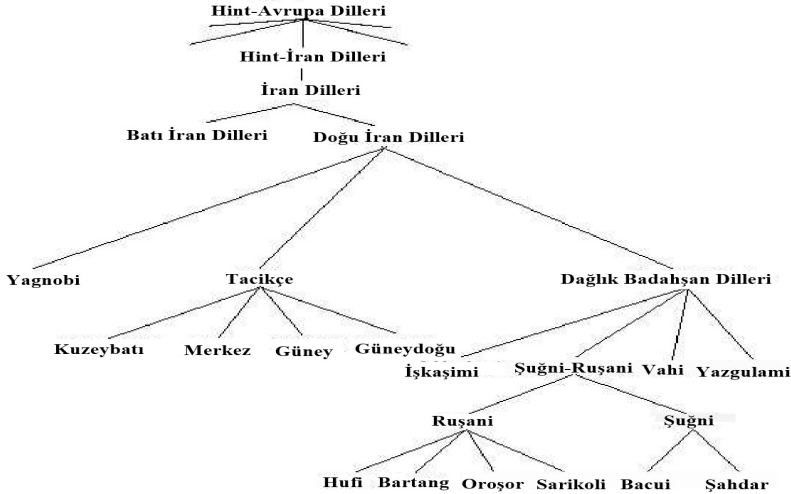 Hint-Avrupa Dilleri
Hint-İran Dilleri
İran Dilleri
Batı İran Dilleri
Doğu İran Dilleri
Yagnobi
Tacikçe
Dağlık Badahşan Dilleri
Kuzeybatı
Merkez
Güney
Güneydoğu
İşkaşimi
Şuğni-Ruşani
Vahi
Yazgulami
Ruşani
Şuğni
Hufi
Bartang
Oroşor
Sarikoli
Bacui
Şahdar